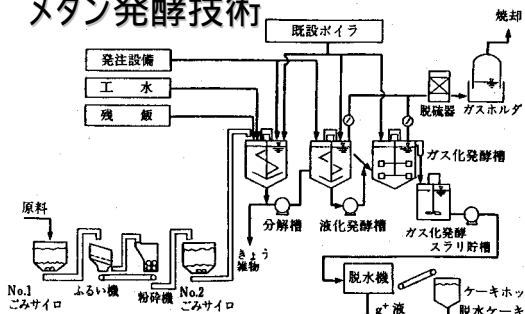 メタン発酵技術
既設ボイラ
焼却
発注設備
工水
残飯
脱硫器
ガスホルダ
ガス化発酵槽
原料
分解槽
液化発酵槽
ガス化発酵
スラリ貯槽
きょう
雑物
No.1
ごみサイロ
ふるい機
粉砕機
No.2
ごみサイロ
脱水機
ケーキホッ
脱水ケーキ
g+液